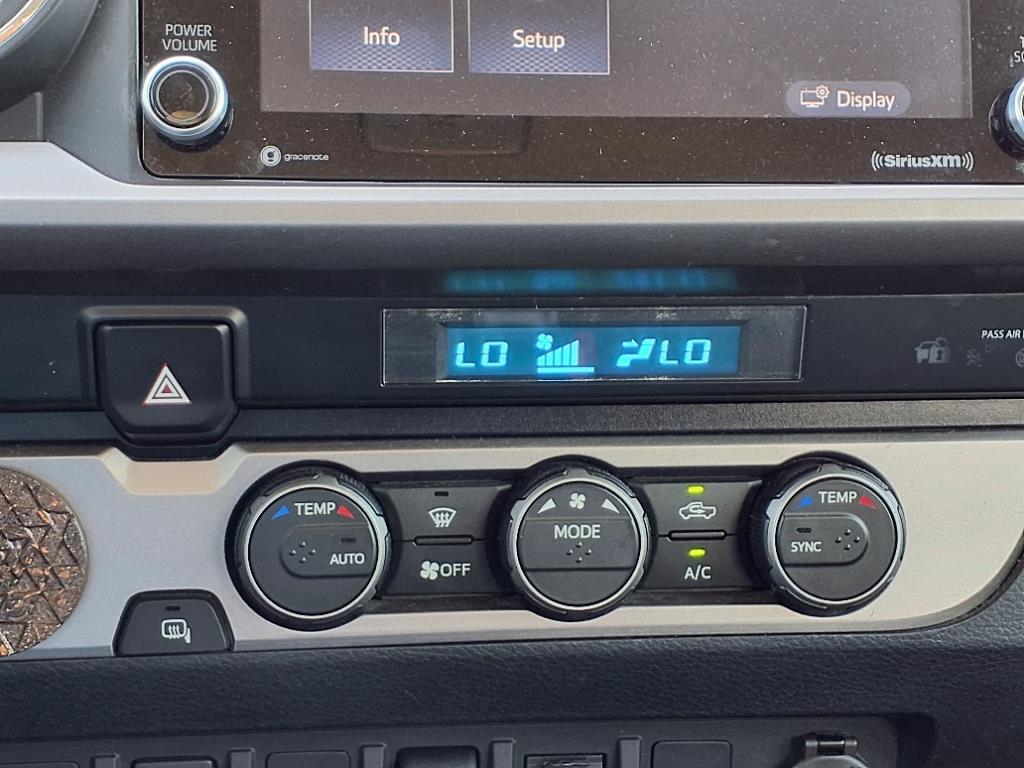 POWER
VOLUME
Info
Setup
Display
gracenote
SiriusXM
LO LO
PASS AIR
TEMP
AUTO
OFF
MODE
A/C
TEMP
SYNC